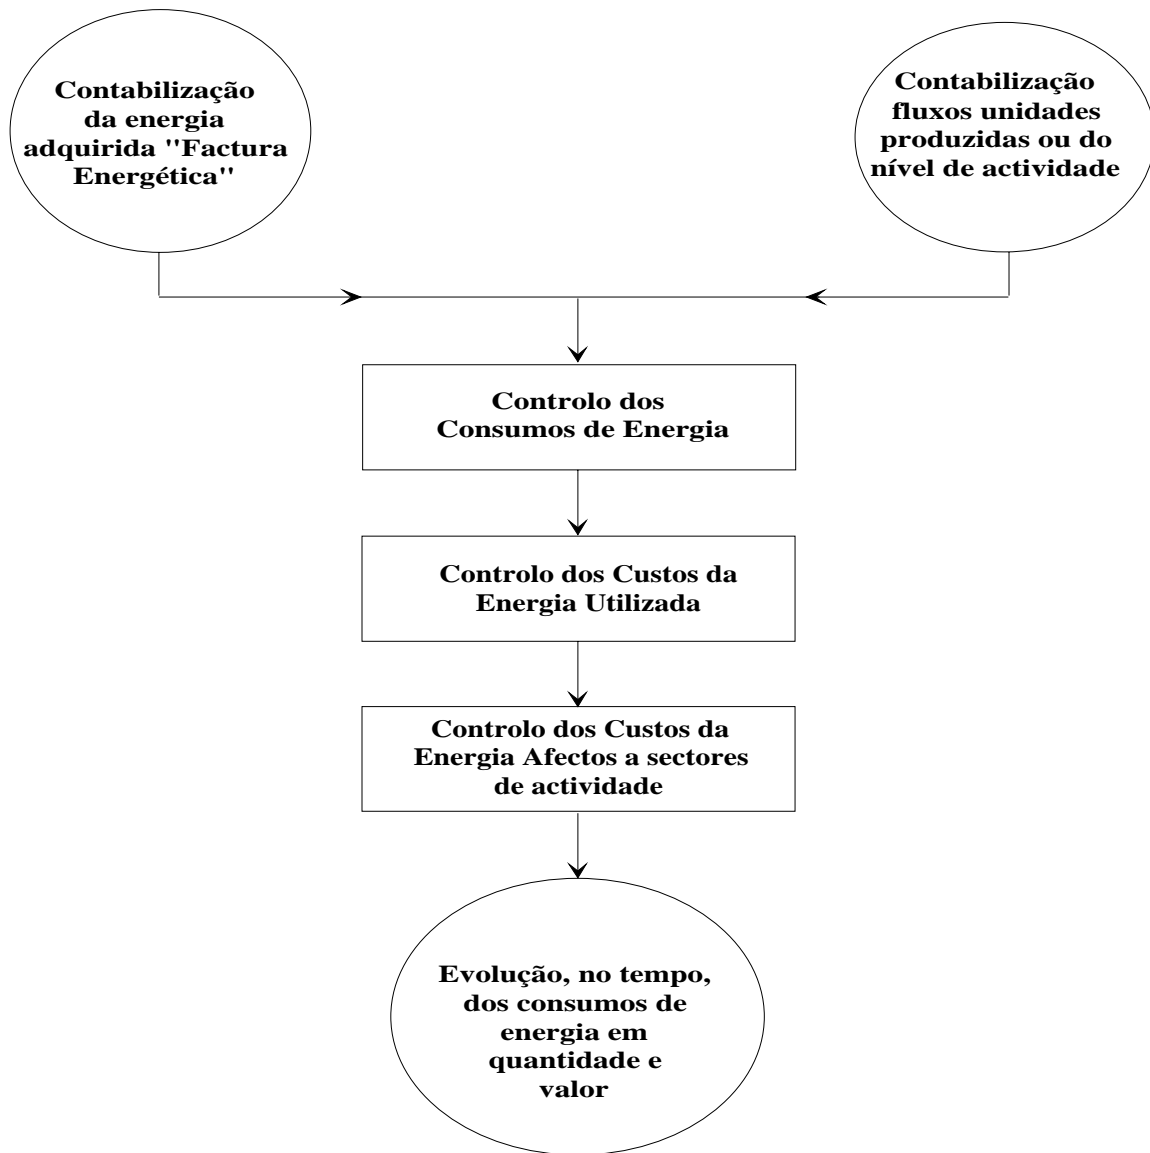 Contabilização
da energia
adquirida "Factura
Energética"
Contabilização
fluxos unidades
produzidas ou do
nível de actividade
Controlo dos
Consumos de Energia
Controlo dos Custos da
Energia Utilizada
Controlo dos Custos da
Energia Afectos a sectores
de actividade
Evolução, no tempo,
dos consumos de
energia em
quantidade e
valor